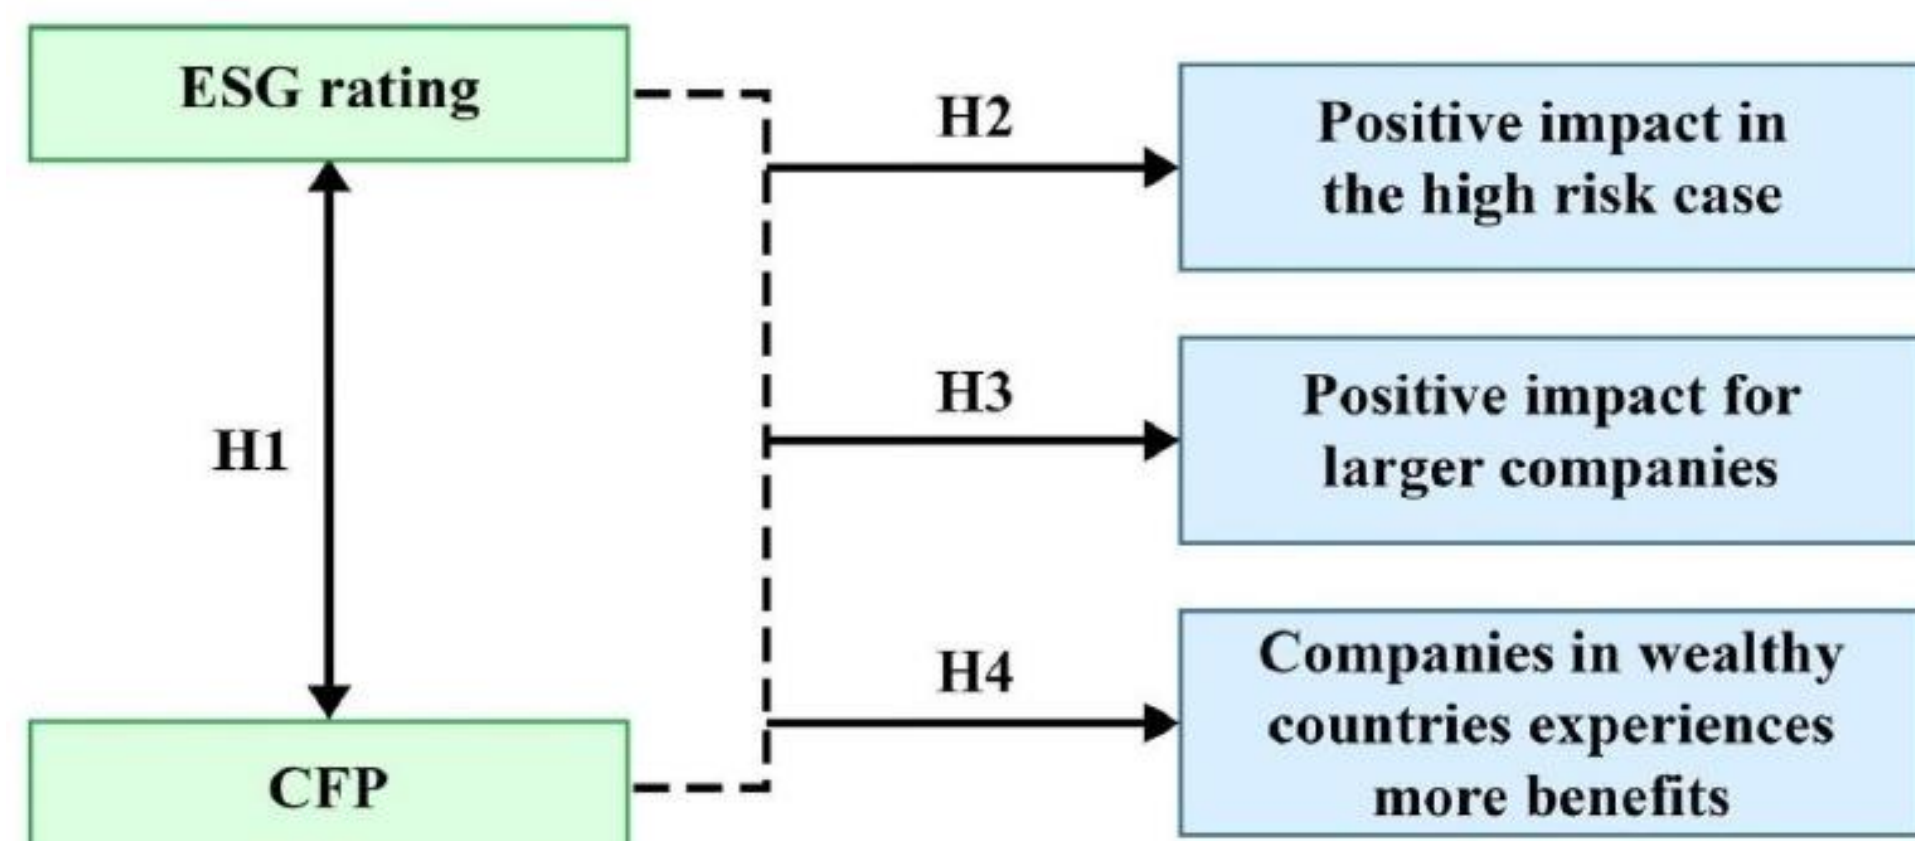 ESG rating
H2
Positive impact in
the high risk case
H1
H3
Positive impact for
larger companies
H4
Companies in wealthy
countries experiences
more benefits
CFP